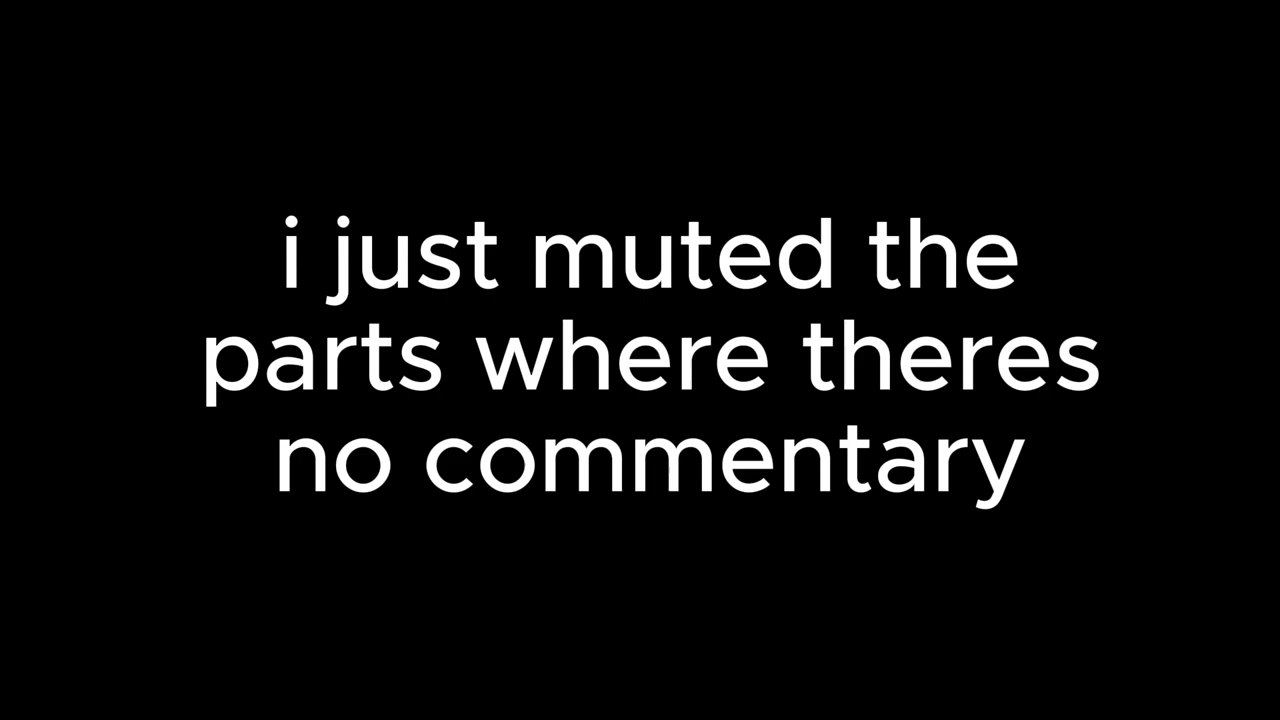 i just muted the
parts where theres
no commentary